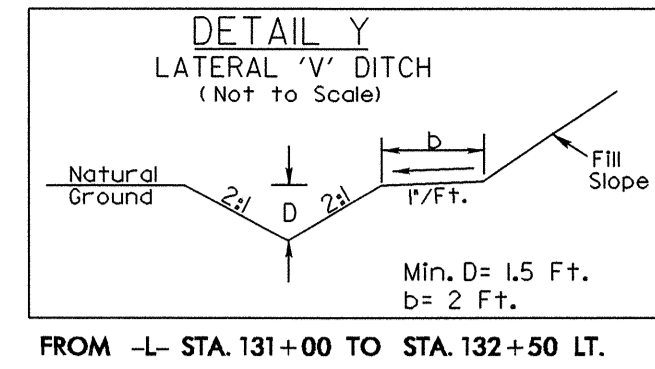 DETAIL Y
LATERAL 'V' DITCH
(Not to Scale)
b
Natural
Ground
2:1
D
2:1
1"/Ft.
Fill
Slope
Min. D= 1.5 Ft.
b= 2 Ft.
FROM -L- STA. 131+00 TO STA. 132+50 LT.